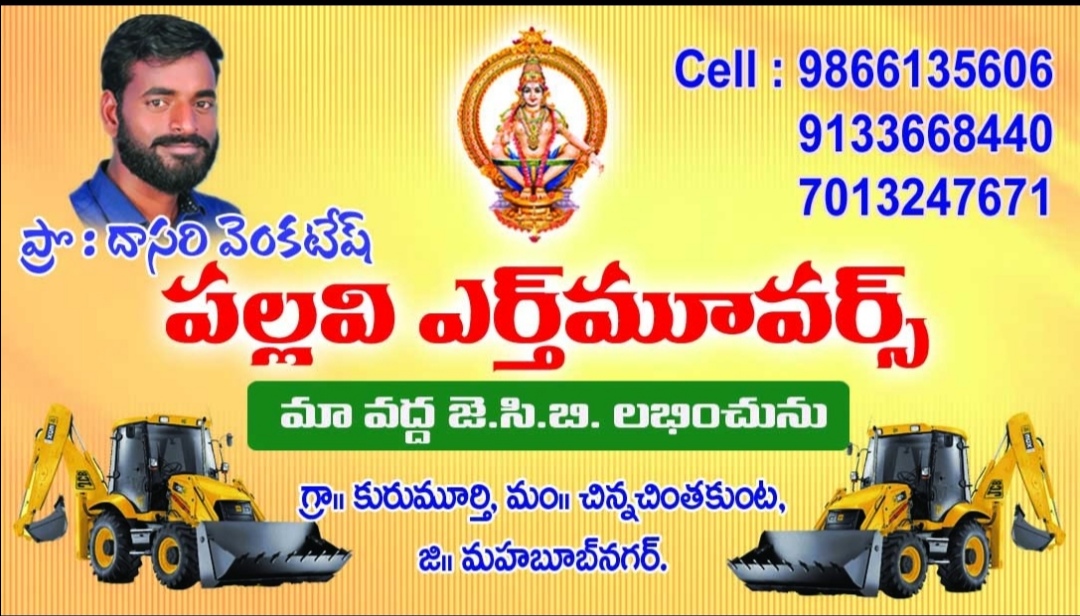 Cell : 9866135606
9133668440
7013247671
ప్రొ : దాసరి వెంకటేష్
పల్లవి ఎర్త్‌మూవర్స్
మా వద్ద జె.సి.బి. లభించును
గ్రా॥ కురుమూర్తి, మం॥ చిన్నచింతకుంట,
జి॥ మహబూబ్‌నగర్.